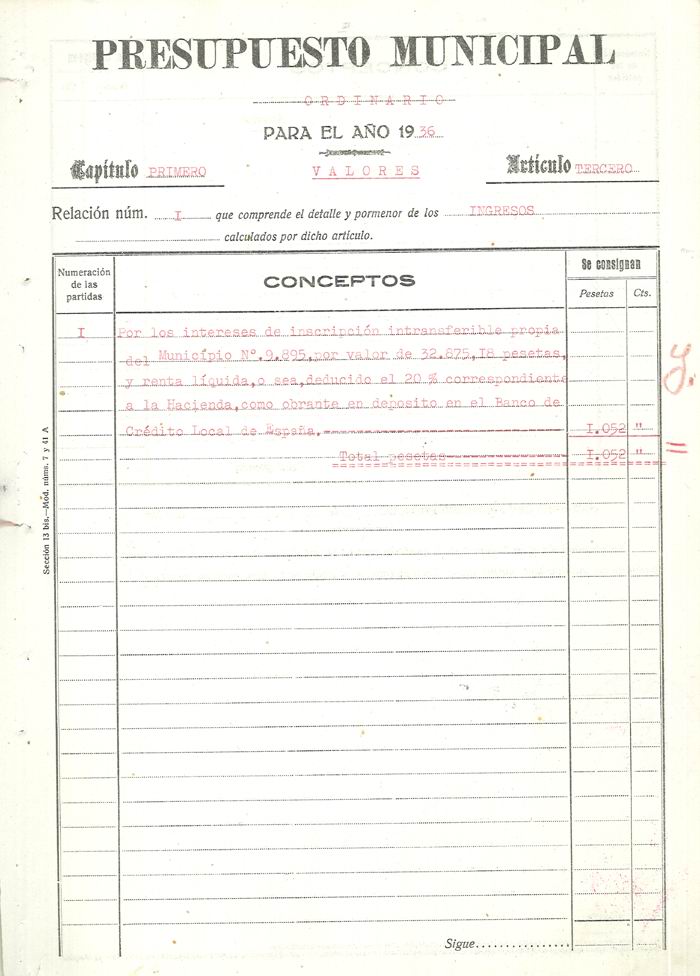 PRESUPUESTO MUNICIPAL
ORDINARIO
PARA EL AÑO 1936
Capítulo PRIMERO VALORES Artículo TERCERO
Relación núm. I que comprende el detalle y pormenor de los INGRESOS
calculados por dicho artículo.
Numeración de las partidas
CONCEPTOS
Se consignan
Pesetas Cts.
I Por los intereses de inscripción intransferible propia
del Municipio Nº.9.895,por valor de 32.875,18 pesetas,
y renta líquida,o sea,deducido el 20 % correspondiente
a la Hacienda,como obrante en deposito en el Banco de
Crédito Local de España. I.052 "
Total pesetas I.052 "
Sección 13 bis.—Mod. núms. 7 y 41 A
Sigue................